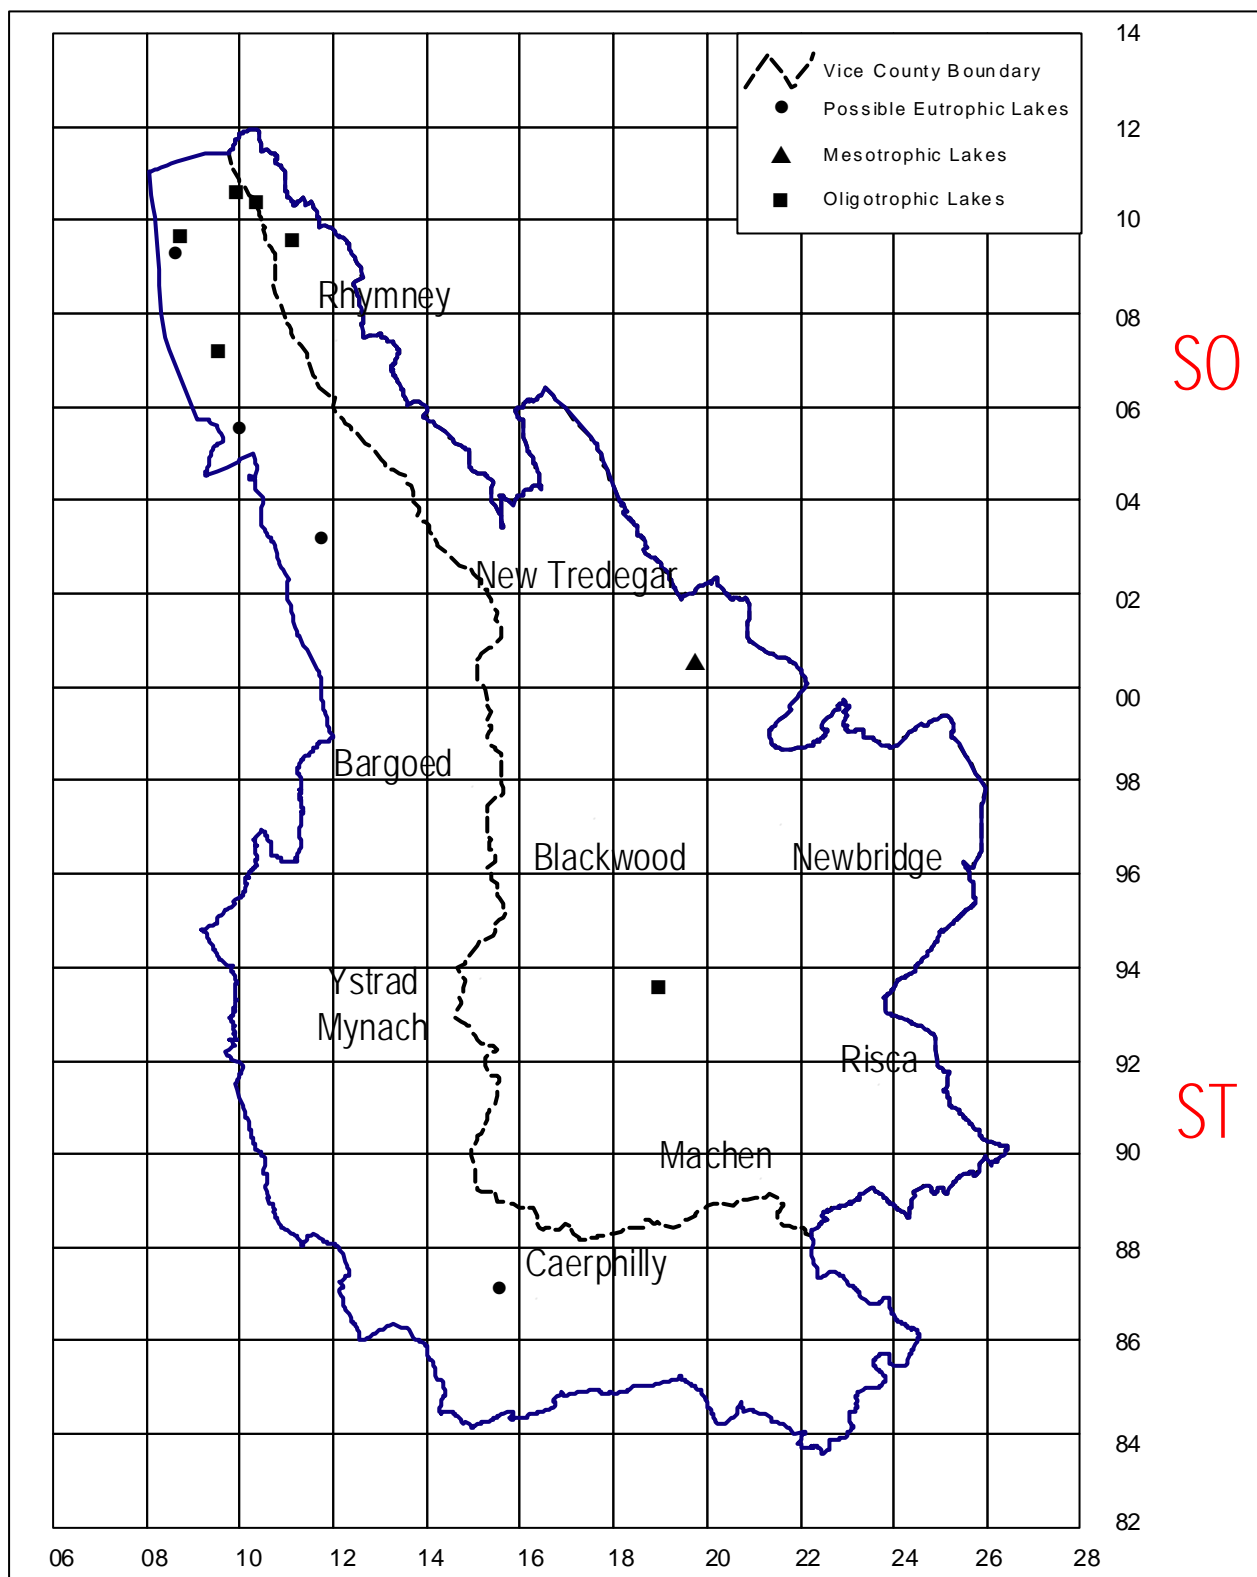 14
Vice County Boundary
Possible Eutrophic Lakes
12
Mesotrophic Lakes
Oligotrophic Lakes
10
Rhymney
08
SO
06
04
New Tredegar
02
00
Bargoed
98
Blackwood
Newbridge
96
Ystrad
Mynach
94
Risca
92
ST
Machen
90
Caerphilly
88
86
84
82
06 08 10 12 14 16 18 20 22 24 26 28